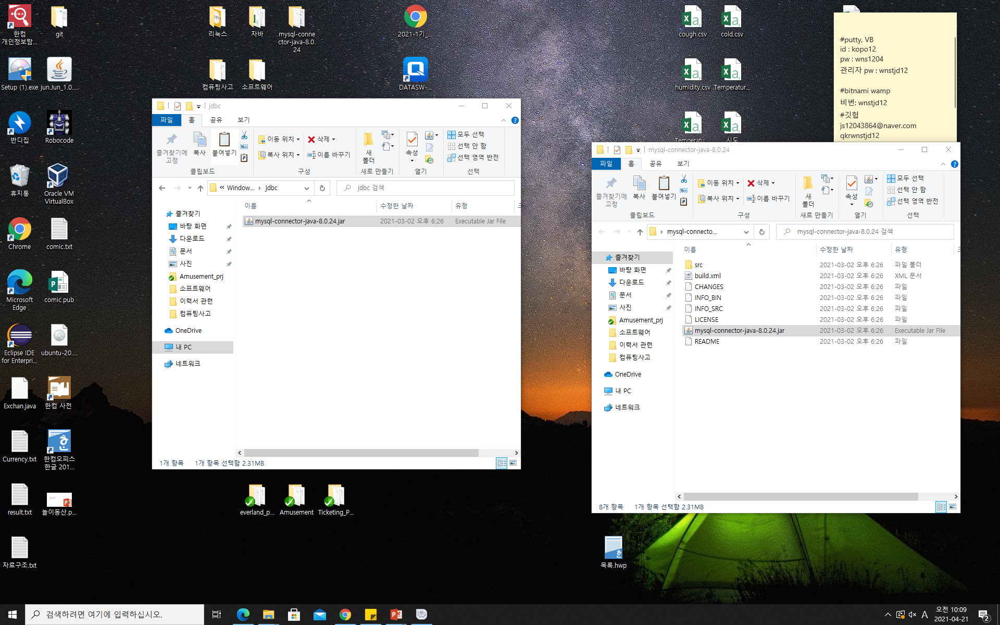 한컴
개인정보탐...
git
리눅스
자바
mysql-conne
ctor-java-8.0.
24
2021-1기_...
cough.csv
cold.csv
Setup (1).exe
jun.Jun_1.0....
컴퓨팅사고
소프트웨어
DATASW-...
humidity.csv
Temperatur...
#putty, VB
id : kopo12
pw : wns1204
관리자 pw : wnstjd12
#bitnami wamp
비번: wnstjd12
#깃헙
js12043864@naver.com
qkrwnstjd12
반디집
Robocode
Temperatu
시도
휴지통
Oracle VM
VirtualBox
Chrome
comic.txt
Microsoft
Edge
comic.pub
Eclipse IDE
for Enterpri...
ubuntu-20....
Exchan.java
한컴 사전
Currency.txt
한컴오피스
한글 201...
result.txt
놀이동산.p...
자료구조.txt
jdbc
파일
홈
공유
보기
즐겨찾기에
고정
복사
붙여넣기
이동 위치
복사 위치
삭제
이름 바꾸기
새
폴더
속성
모두 선택
선택 안 함
선택 영역 반전
클립보드
구성
새로 만들기
열기
선택
« Window... › jdbc
jdbc 검색
이름
수정한 날짜
유형
mysql-connector-java-8.0.24.jar
2021-03-02 오후 6:26
Executable Jar File
즐겨찾기
바탕 화면
다운로드
문서
사진
Amusement_prj
소프트웨어
이력서 관련
컴퓨팅사고
OneDrive
내 PC
네트워크
1개 항목
1개 항목 선택함 2.31MB
mysql-connector-java-8.0.24
파일
홈
공유
보기
즐겨찾기에
고정
복사
붙여넣기
이동 위치
복사 위치
삭제
이름 바꾸기
새
폴더
속성
모두 선택
선택 안 함
선택 영역 반전
클립보드
구성
새로 만들기
열기
선택
› mysql-connecto...
mysql-connector-java-8.0.24 검색
이름
수정한 날짜
유형
src
2021-03-02 오후 6:26
파일 폴더
build.xml
2021-03-02 오후 6:26
XML 문서
CHANGES
2021-03-02 오후 6:26
파일
INFO_BIN
2021-03-02 오후 6:26
파일
INFO_SRC
2021-03-02 오후 6:26
파일
LICENSE
2021-03-02 오후 6:26
파일
mysql-connector-java-8.0.24.jar
2021-03-02 오후 6:26
Executable Jar File
README
2021-03-02 오후 6:26
파일
즐겨찾기
바탕 화면
다운로드
문서
사진
Amusement_prj
소프트웨어
이력서 관련
컴퓨팅사고
OneDrive
내 PC
네트워크
8개 항목
1개 항목 선택함 2.31MB
everland_p...
Amusement
Ticketing_P...
목록.hwp
검색하려면 여기에 입력하십시오.
A
오전 10:09
2021-04-21
2